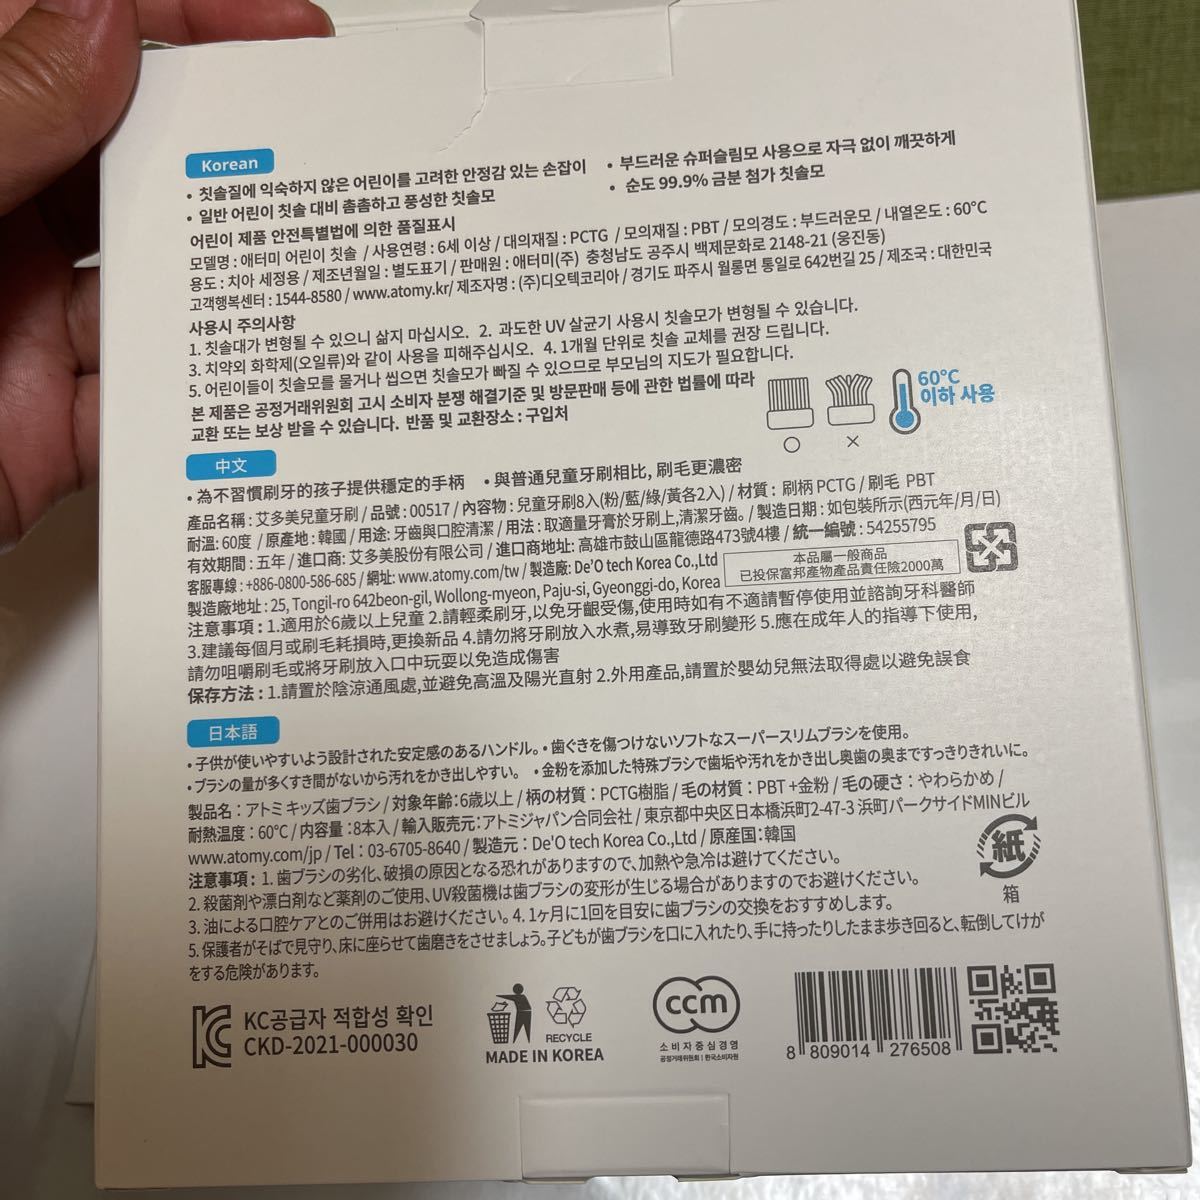 Korean
• 칫솔질에 익숙하지 않은 어린이를 고려한 안정감 있는 손잡이 • 부드러운 슈퍼슬림모 사용으로 자극 없이 깨끗하게
• 일반 어린이 칫솔 대비 촘촘하고 풍성한 칫솔모 • 순도 99.9% 금분 첨가 칫솔모
어린이 제품 안전특별법에 의한 품질표시
모델명 : 애터미 어린이 칫솔 / 사용연령 : 6세 이상 / 대의재질 : PCTG / 모의재질 : PBT / 모의경도 : 부드러운모 / 내열온도 : 60℃
용도 : 치아 세정용 / 제조년월일 : 별도표기 / 판매원 : 애터미(주) 충청남도 공주시 백제문화로 2148-21 (웅진동)
고객행복센터 : 1544-8580 / www.atomy.kr/ 제조자명 : (주)디오텍코리아 / 경기도 파주시 월롱면 통일로 642번길 25 / 제조국 : 대한민국
사용시 주의사항
1. 칫솔대가 변형될 수 있으니 삶지 마십시오. 2. 과도한 UV 살균기 사용시 칫솔모가 변형될 수 있습니다.
3. 치약외 화학제(오일류)와 같이 사용을 피해주십시오. 4. 1개월 단위로 칫솔 교체를 권장 드립니다.
5. 어린이들이 칫솔모를 물거나 씹으면 칫솔모가 빠질 수 있으므로 부모님의 지도가 필요합니다.
본 제품은 공정거래위원회 고시 소비자 분쟁 해결기준 및 방문판매 등에 관한 법률에 따라
교환 또는 보상 받을 수 있습니다. 반품 및 교환장소 : 구입처
60℃
이하 사용
中文
• 為不習慣刷牙的孩子提供穩定的手柄 • 與普通兒童牙刷相比, 刷毛更濃密
產品名稱 : 艾多美兒童牙刷 / 品號 : 00517 / 內容物 : 兒童牙刷8入(粉/藍/綠/黃各2入) / 材質 : 刷柄 PCTG / 刷毛 PBT
耐溫 : 60度 / 原產地 : 韓國 / 用途: 牙齒與口腔清潔 / 用法 : 取適量牙膏於牙刷上,清潔牙齒。 / 製造日期 : 如包裝所示(西元年/月/日)
有效期間 : 五年 / 進口商: 艾多美股份有限公司 / 進口商地址: 高雄市鼓山區龍德路473號4樓 / 統一編號 : 54255795
客服專線 : +886-0800-586-685 / 網址: www.atomy.com/tw / 製造廠: De'O tech Korea Co.,Ltd
本品屬一般商品
已投保富邦產物產品責任險2000萬
製造廠地址 : 25, Tongil-ro 642beon-gil, Wollong-myeon, Paju-si, Gyeonggi-do, Korea
注意事項 : 1.適用於6歲以上兒童 2.請輕柔刷牙,以免牙齦受傷,使用時如有不適請暫停使用並諮詢牙科醫師
3.建議每個月或刷毛耗損時,更換新品 4.請勿將牙刷放入水煮,易導致牙刷變形 5.應在成年人的指導下使用,
請勿咀嚼刷毛或將牙刷放入口中玩耍以免造成傷害
保存方法 : 1.請置於陰涼通風處,並避免高溫及陽光直射 2.外用產品,請置於嬰幼兒無法取得處以避免誤食
日本語
• 子供が使いやすいよう設計された安定感のあるハンドル。 • 歯ぐきを傷つけないソフトなスーパースリムブラシを使用。
• ブラシの量が多くすき間がないから汚れをかき出しやすい。 • 金粉を添加した特殊ブラシで歯垢や汚れをかき出し奥歯の奥まですっきりきれいに。
製品名 : アトミ キッズ歯ブラシ / 対象年齢 : 6歳以上 / 柄の材質 : PCTG樹脂 / 毛の材質 : PBT +金粉 / 毛の硬さ : やわらかめ /
耐熱温度 : 60℃ / 内容量 : 8本入 / 輸入販売元 : アトミジャパン合同会社 / 東京都中央区日本橋浜町2-47-3 浜町パークサイドMINビル
www.atomy.com/jp / Tel : 03-6705-8640 / 製造元 : De'O tech Korea Co.,Ltd / 原産国 : 韓国
注意事項 : 1. 歯ブラシの劣化、破損の原因となる恐れがありますので、加熱や急冷は避けてください。
2. 殺菌剤や漂白剤など薬剤のご使用、UV殺菌機は歯ブラシの変形が生じる場合がありますのでお避けください。
3. 油による口腔ケアとのご併用はお避けください。 4. 1ヶ月に1回を目安に歯ブラシの交換をおすすめします。
5. 保護者がそばで見守り、床に座らせて歯磨きをさせましょう。子どもが歯ブラシを口に入れたり、手に持ったりしたまま歩き回ると、転倒してけが
をする危険があります。
紙
箱
KC공급자 적합성 확인
CKD-2021-000030
RECYCLE
MADE IN KOREA
ccm
소비자중심경영
공정거래위원회 | 한국소비자원
8 809014 276508